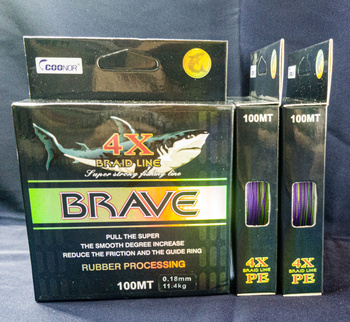 COONOR
4X
BRAID LINE
Super strong fishing line
BRAVE
PULL THE SUPER
THE SMOOTH DEGREE INCREASE
REDUCE THE FRICTION AND THE GUIDE RING
RUBBER PROCESSING
100MT
0.18mm
11.4kg
100MT
4X
BRAID LINE
PE
100MT
4X
BRAID LINE
PE